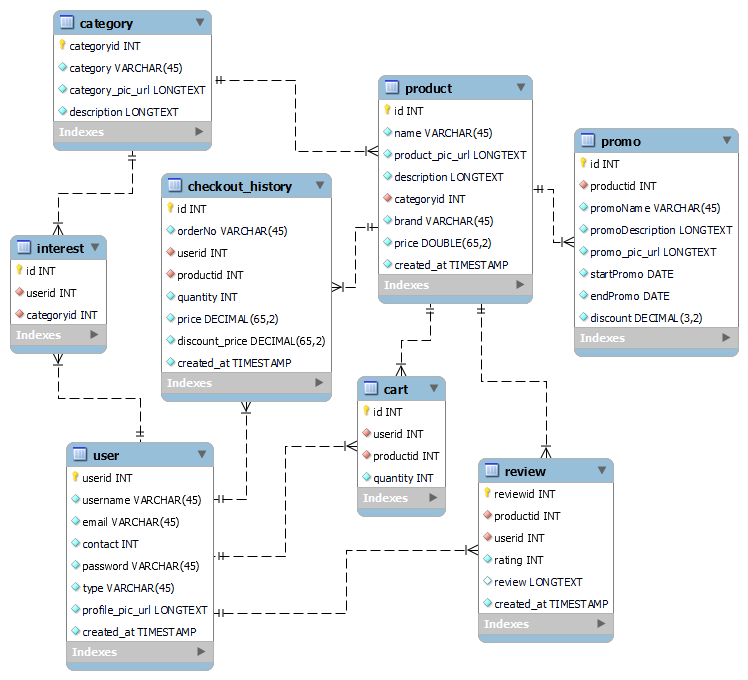 category
categoryid INT
category VARCHAR(45)
category_pic_url LONGTEXT
description LONGTEXT
Indexes
product
id INT
name VARCHAR(45)
product_pic_url LONGTEXT
description LONGTEXT
categoryid INT
brand VARCHAR(45)
price DOUBLE(65,2)
created_at TIMESTAMP
Indexes
promo
id INT
productid INT
promoName VARCHAR(45)
promoDescription LONGTEXT
promo_pic_url LONGTEXT
startPromo DATE
endPromo DATE
discount DECIMAL(3,2)
Indexes
checkout_history
id INT
orderNo VARCHAR(45)
userid INT
productid INT
quantity INT
price DECIMAL(65,2)
discount_price DECIMAL(65,2)
created_at TIMESTAMP
Indexes
interest
id INT
userid INT
categoryid INT
Indexes
cart
id INT
userid INT
productid INT
quantity INT
Indexes
user
userid INT
username VARCHAR(45)
email VARCHAR(45)
contact INT
password VARCHAR(45)
type VARCHAR(45)
profile_pic_url LONGTEXT
created_at TIMESTAMP
Indexes
review
reviewid INT
productid INT
userid INT
rating INT
review LONGTEXT
created_at TIMESTAMP
Indexes